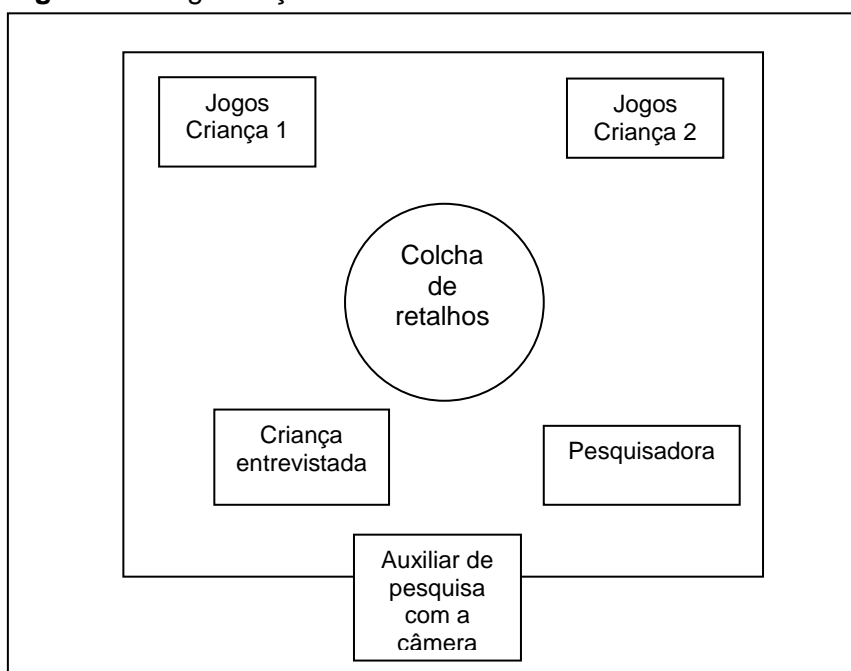 Jogos
Criança 1
Jogos
Criança 2
Colcha
de
retalhos
Criança
entrevistada
Pesquisadora
Auxiliar de
pesquisa
com a
câmera